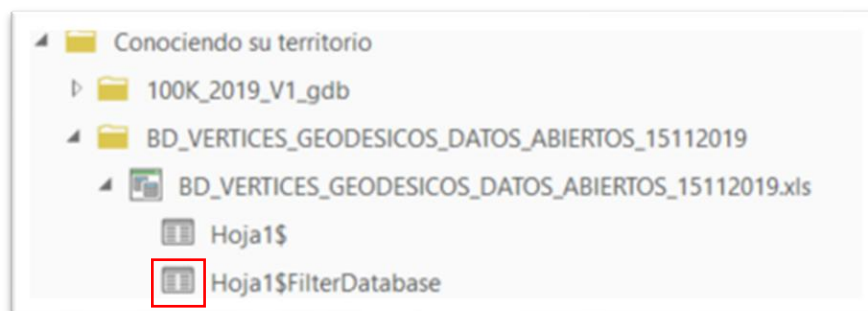 Conociendo su territorio
100K_2019_V1_gdb
BD_VERTICES_GEODESICOS_DATOS_ABIERTOS_15112019
BD_VERTICES_GEODESICOS_DATOS_ABIERTOS_15112019.xls
Hoja1$
Hoja1$FilterDatabase